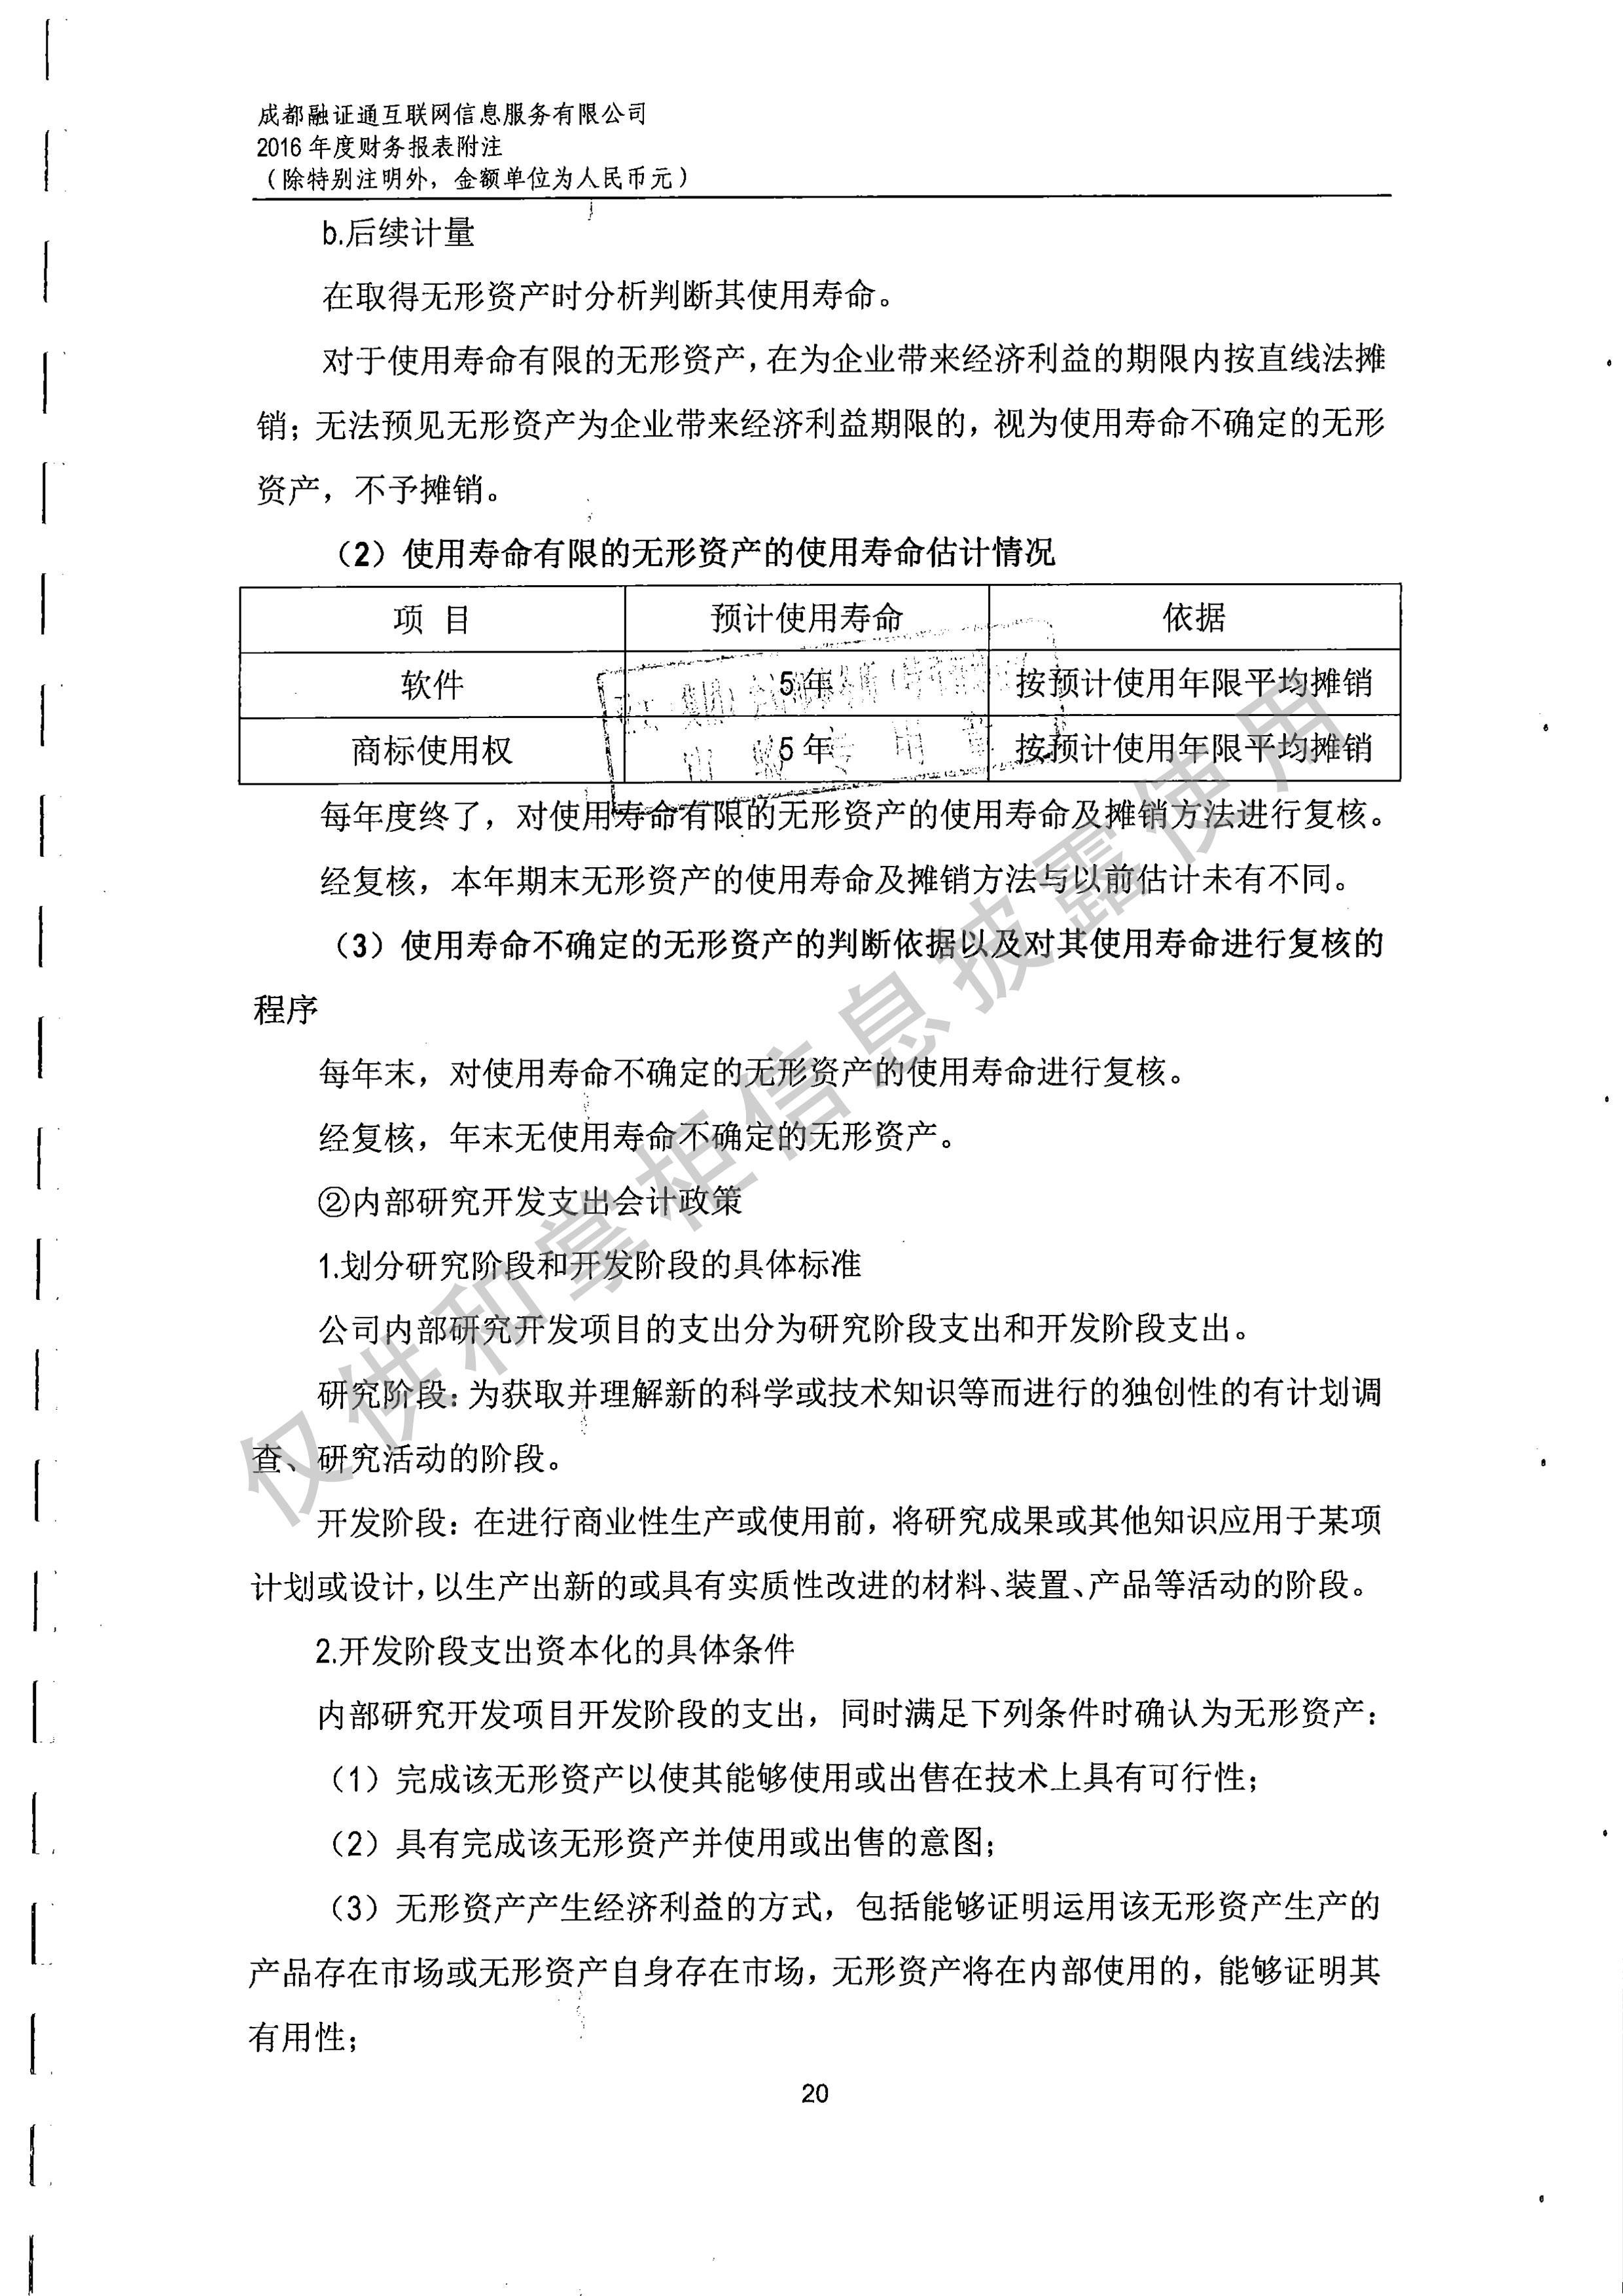 成都融证通互联网信息服务有限公司
2016 年度财务报表附注
（除特别注明外，金额单位为人民币元）
b.后续计量
在取得无形资产时分析判断其使用寿命。
对于使用寿命有限的无形资产，在为企业带来经济利益的期限内按直线法摊
销；无法预见无形资产为企业带来经济利益期限的，视为使用寿命不确定的无形
资产，不予摊销。
（2）使用寿命有限的无形资产的使用寿命估计情况
项 目 预计使用寿命 依据
软件 5 年 按预计使用年限平均摊销
商标使用权 5 年 按预计使用年限平均摊销
每年度终了，对使用寿命有限的无形资产的使用寿命及摊销方法进行复核。
经复核，本年期末无形资产的使用寿命及摊销方法与以前估计未有不同。
（3）使用寿命不确定的无形资产的判断依据以及对其使用寿命进行复核的
程序
每年末，对使用寿命不确定的无形资产的使用寿命进行复核。
经复核，年末无使用寿命不确定的无形资产。
②内部研究开发支出会计政策
1.划分研究阶段和开发阶段的具体标准
公司内部研究开发项目的支出分为研究阶段支出和开发阶段支出。
研究阶段：为获取并理解新的科学或技术知识等而进行的独创性的有计划调
查、研究活动的阶段。
开发阶段：在进行商业性生产或使用前，将研究成果或其他知识应用于某项
计划或设计，以生产出新的或具有实质性改进的材料、装置、产品等活动的阶段。
2.开发阶段支出资本化的具体条件
内部研究开发项目开发阶段的支出，同时满足下列条件时确认为无形资产：
（1）完成该无形资产以使其能够使用或出售在技术上具有可行性；
（2）具有完成该无形资产并使用或出售的意图；
（3）无形资产产生经济利益的方式，包括能够证明运用该无形资产生产的
产品存在市场或无形资产自身存在市场，无形资产将在内部使用的，能够证明其
有用性；
20
仅供和掌柜信息披露使用